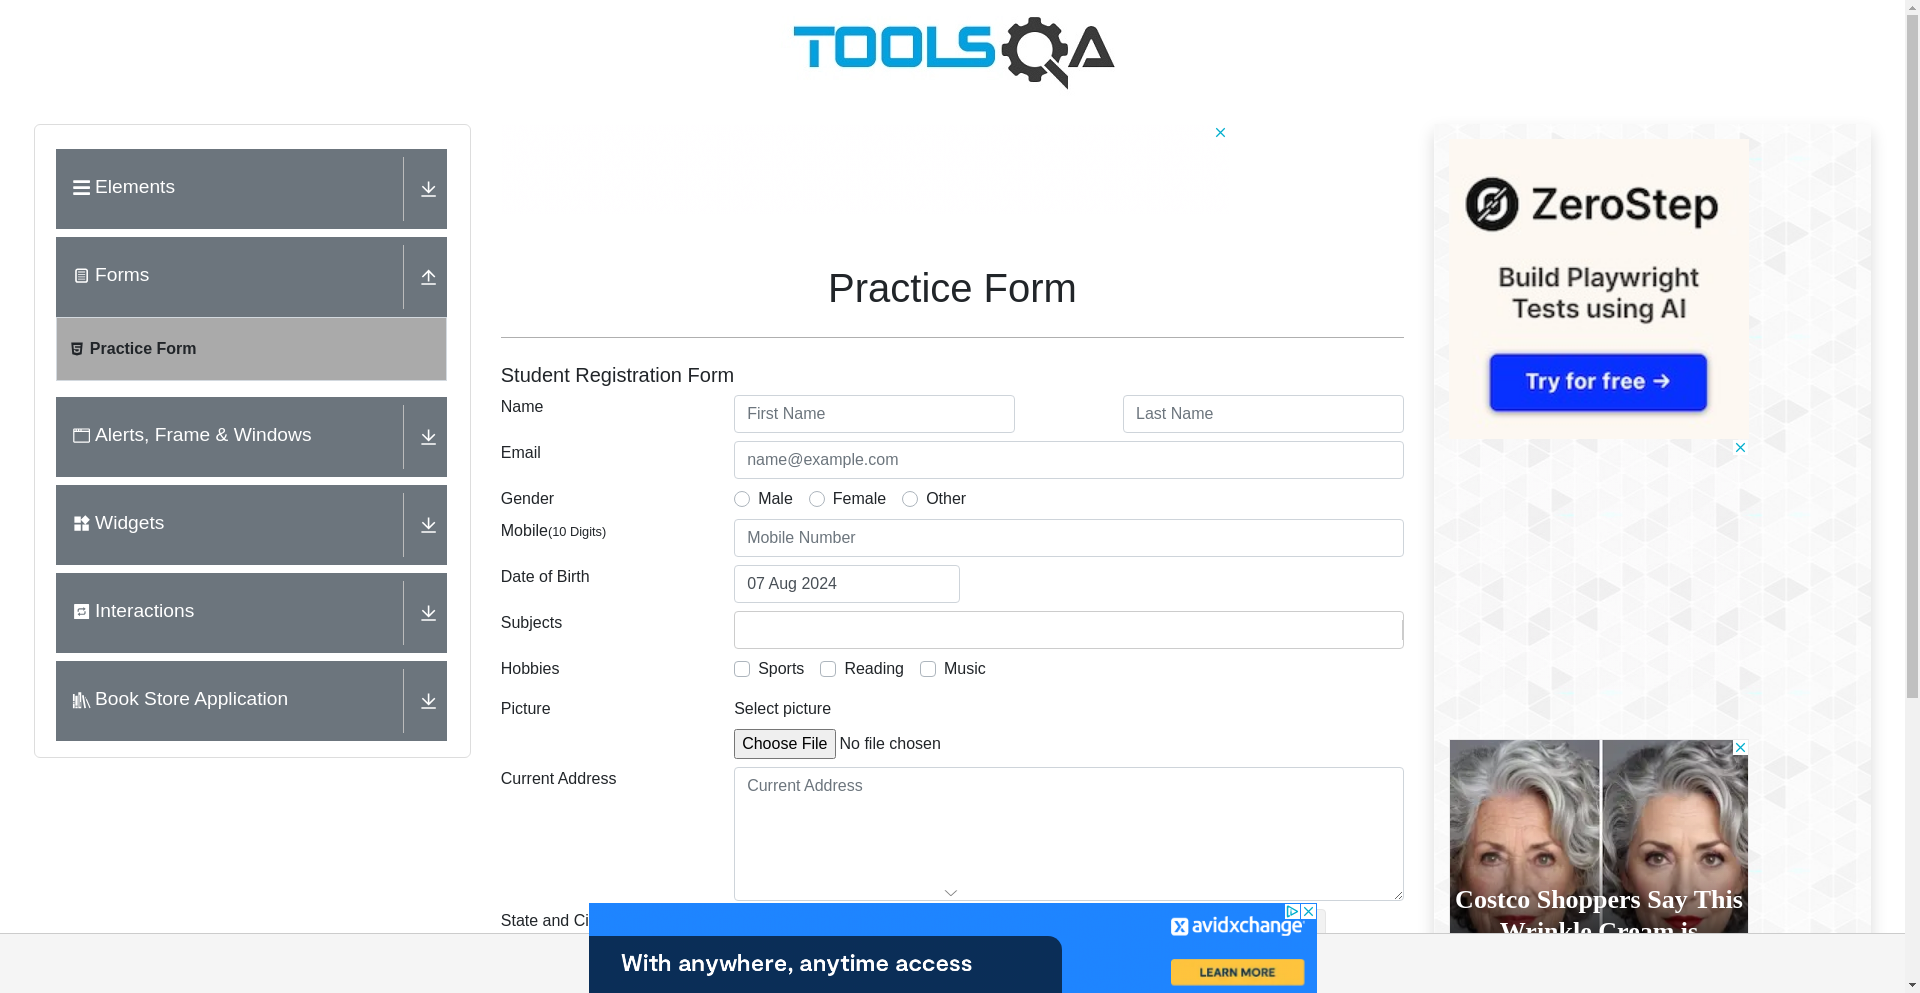 TOOLSQA
Elements
Forms
Practice Form
Alerts, Frame & Windows
Widgets
Interactions
Book Store Application
Practice Form
Student Registration Form
Name
First Name
Last Name
Email
name@example.com
Gender
Male
Female
Other
Mobile(10 Digits)
Mobile Number
Date of Birth
07 Aug 2024
Subjects
Hobbies
Sports
Reading
Music
Picture
Select picture
Choose File No file chosen
Current Address
Current Address
State and Ci
ZeroStep
Build Playwright
Tests using AI
Try for free →
Costco Shoppers Say This
Wrinkle Cream is
avidxchange
With anywhere, anytime access
LEARN MORE